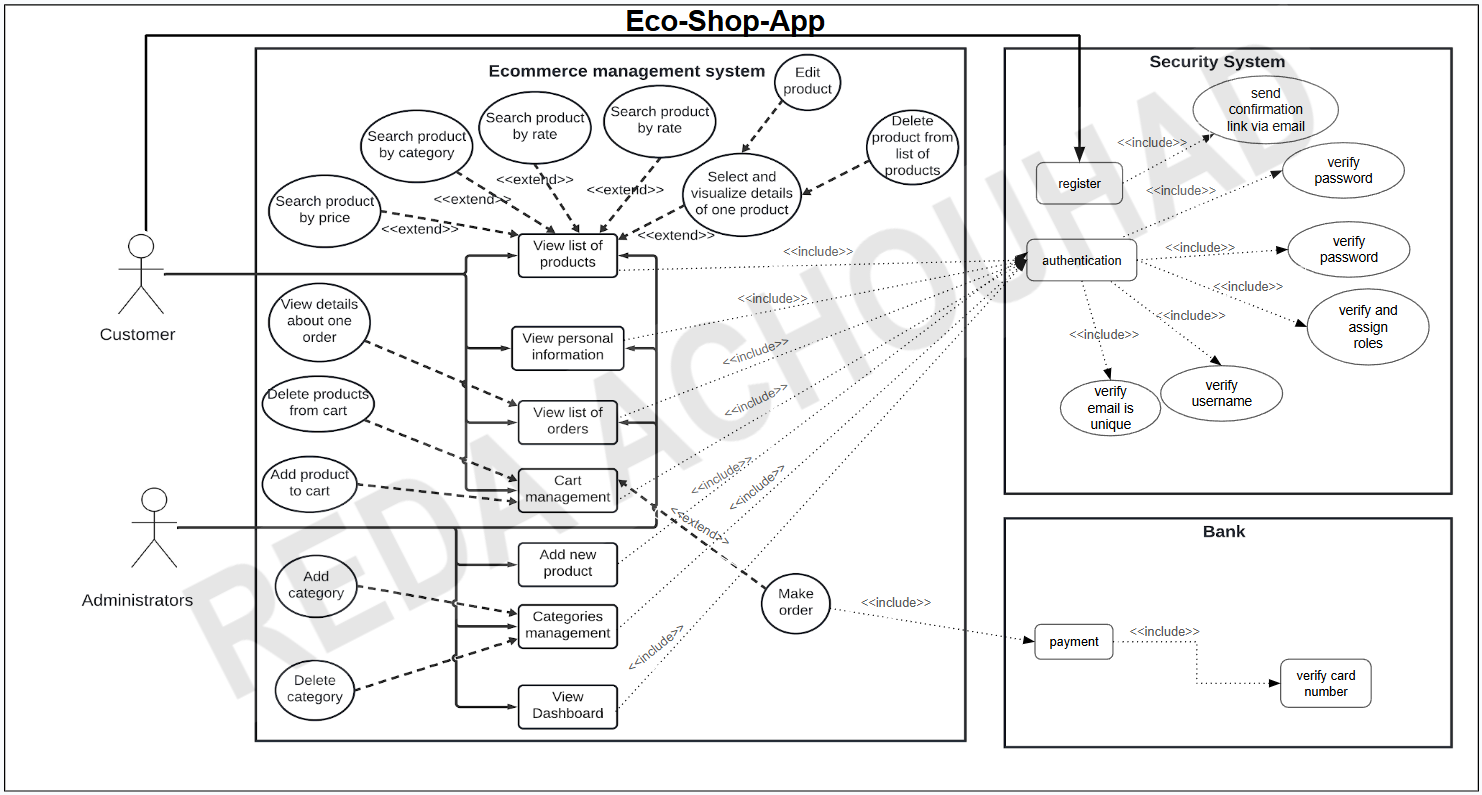 Eco-Shop-App
Ecommerce management system
Edit
product
Search product
by rate
Search product
by rate
Search product
by category
Delete
product from
list of
products
Select and
visualize details
of one product
Search product
by price
<<extend>>
<<extend>>
<<extend>>
<<extend>>
<<extend>>
View list of
products
<<include>>
Customer
View details
about one
order
<<include>>
View personal
information
<<include>>
Delete products
from cart
View list of
orders
<<include>>
Add product
to cart
Cart
management
<<include>>
<<include>>
<<extend>>
Administrators
Add new
product
Add
category
Categories
management
Make
order
<<include>>
<<include>>
Delete
category
View
Dashboard
Security System
send
confirmation
link via email
<<include>>
register
verify
password
<<include>>
authentication
<<include>>
verify
password
<<include>>
verify and
assign
roles
<<include>>
<<include>>
verify
email is
unique
verify
username
Bank
payment
<<include>>
verify card
number
REDA ACHOUHAD